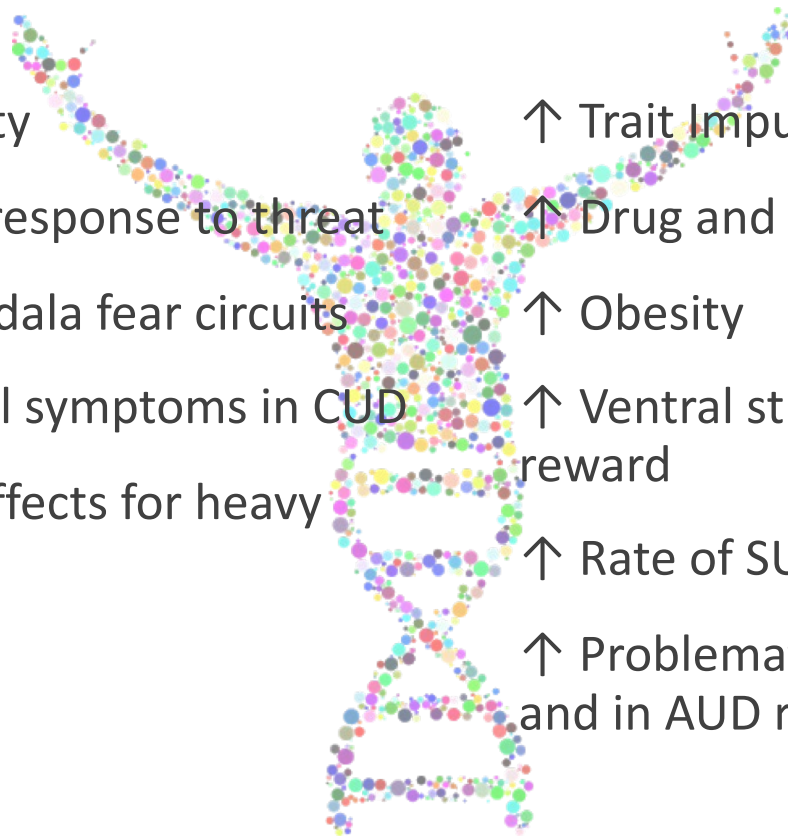 ty
response to threat
dala fear circuits
l symptoms in CUD
ffects for heavy
↑ Trait Impu
↑ Drug and
↑ Obesity
↑ Ventral st
reward
↑ Rate of SU
↑ Problema
and in AUD r